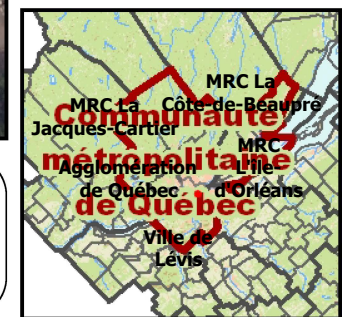 MRC La
Côte-de-Beaupré
MRC La
Jacques-Cartier
Communauté
métropolitaine
de Québec
MRC
L'île-
d'Orléans
Agglomération
de Québec
Ville de
Lévis